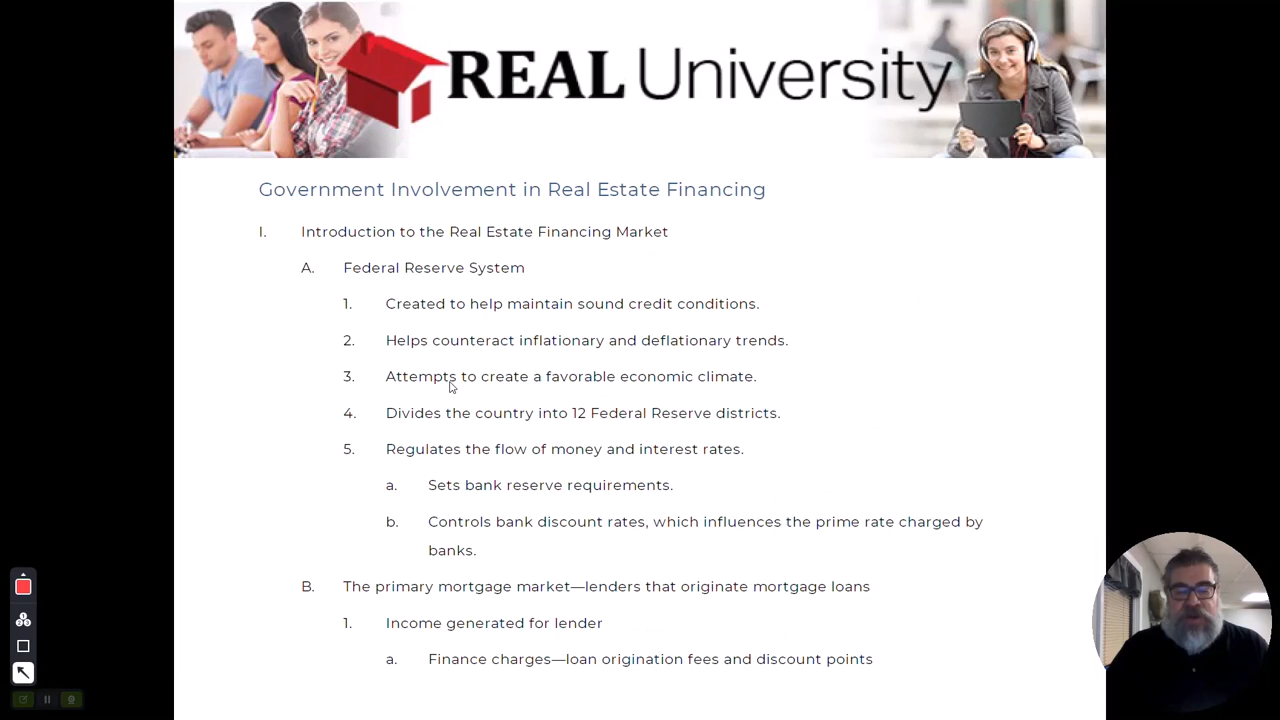 REAL University
Government Involvement in Real Estate Financing
I. Introduction to the Real Estate Financing Market
A. Federal Reserve System
1. Created to help maintain sound credit conditions.
2. Helps counteract inflationary and deflationary trends.
3. Attempts to create a favorable economic climate.
4. Divides the country into 12 Federal Reserve districts.
5. Regulates the flow of money and interest rates.
a. Sets bank reserve requirements.
b. Controls bank discount rates, which influences the prime rate charged by
banks.
B. The primary mortgage market—lenders that originate mortgage loans
1. Income generated for lender
a. Finance charges—loan origination fees and discount points